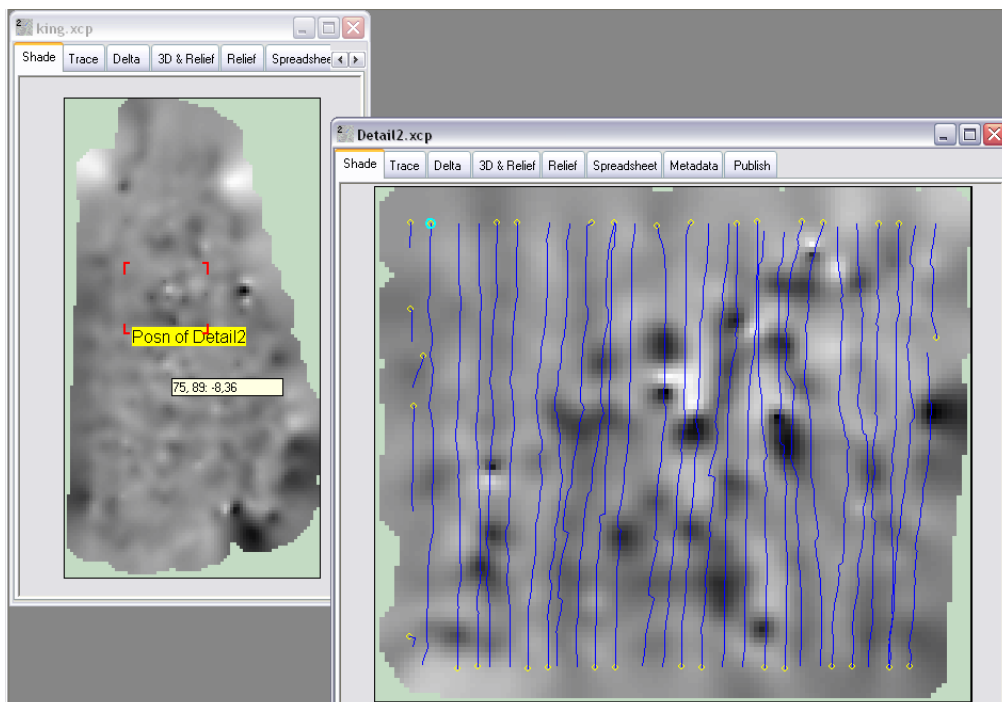 king.xcp
Shade Trace Delta 3D & Relief Relief Spreadshee
Posn of Detail2
75, 89: -8,36
Detail2.xcp
Shade Trace Delta 3D & Relief Relief Spreadsheet Metadata Publish